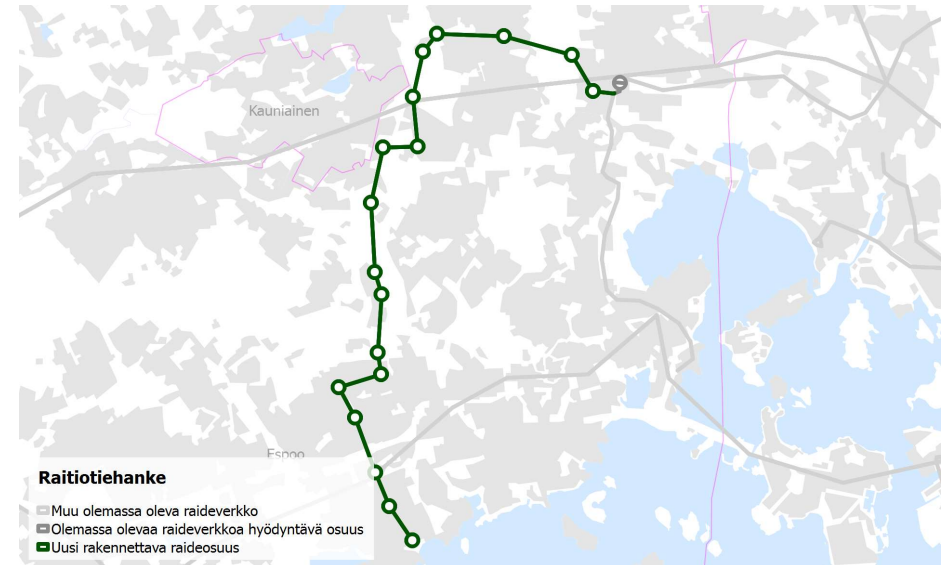 Kauniainen
Espoo
Raitiotiehanke
Muu olemassa oleva raideverkko
Olemassa olevaa raideverkkoa hyödyntävä osuus
Uusi rakennettava raideosuus